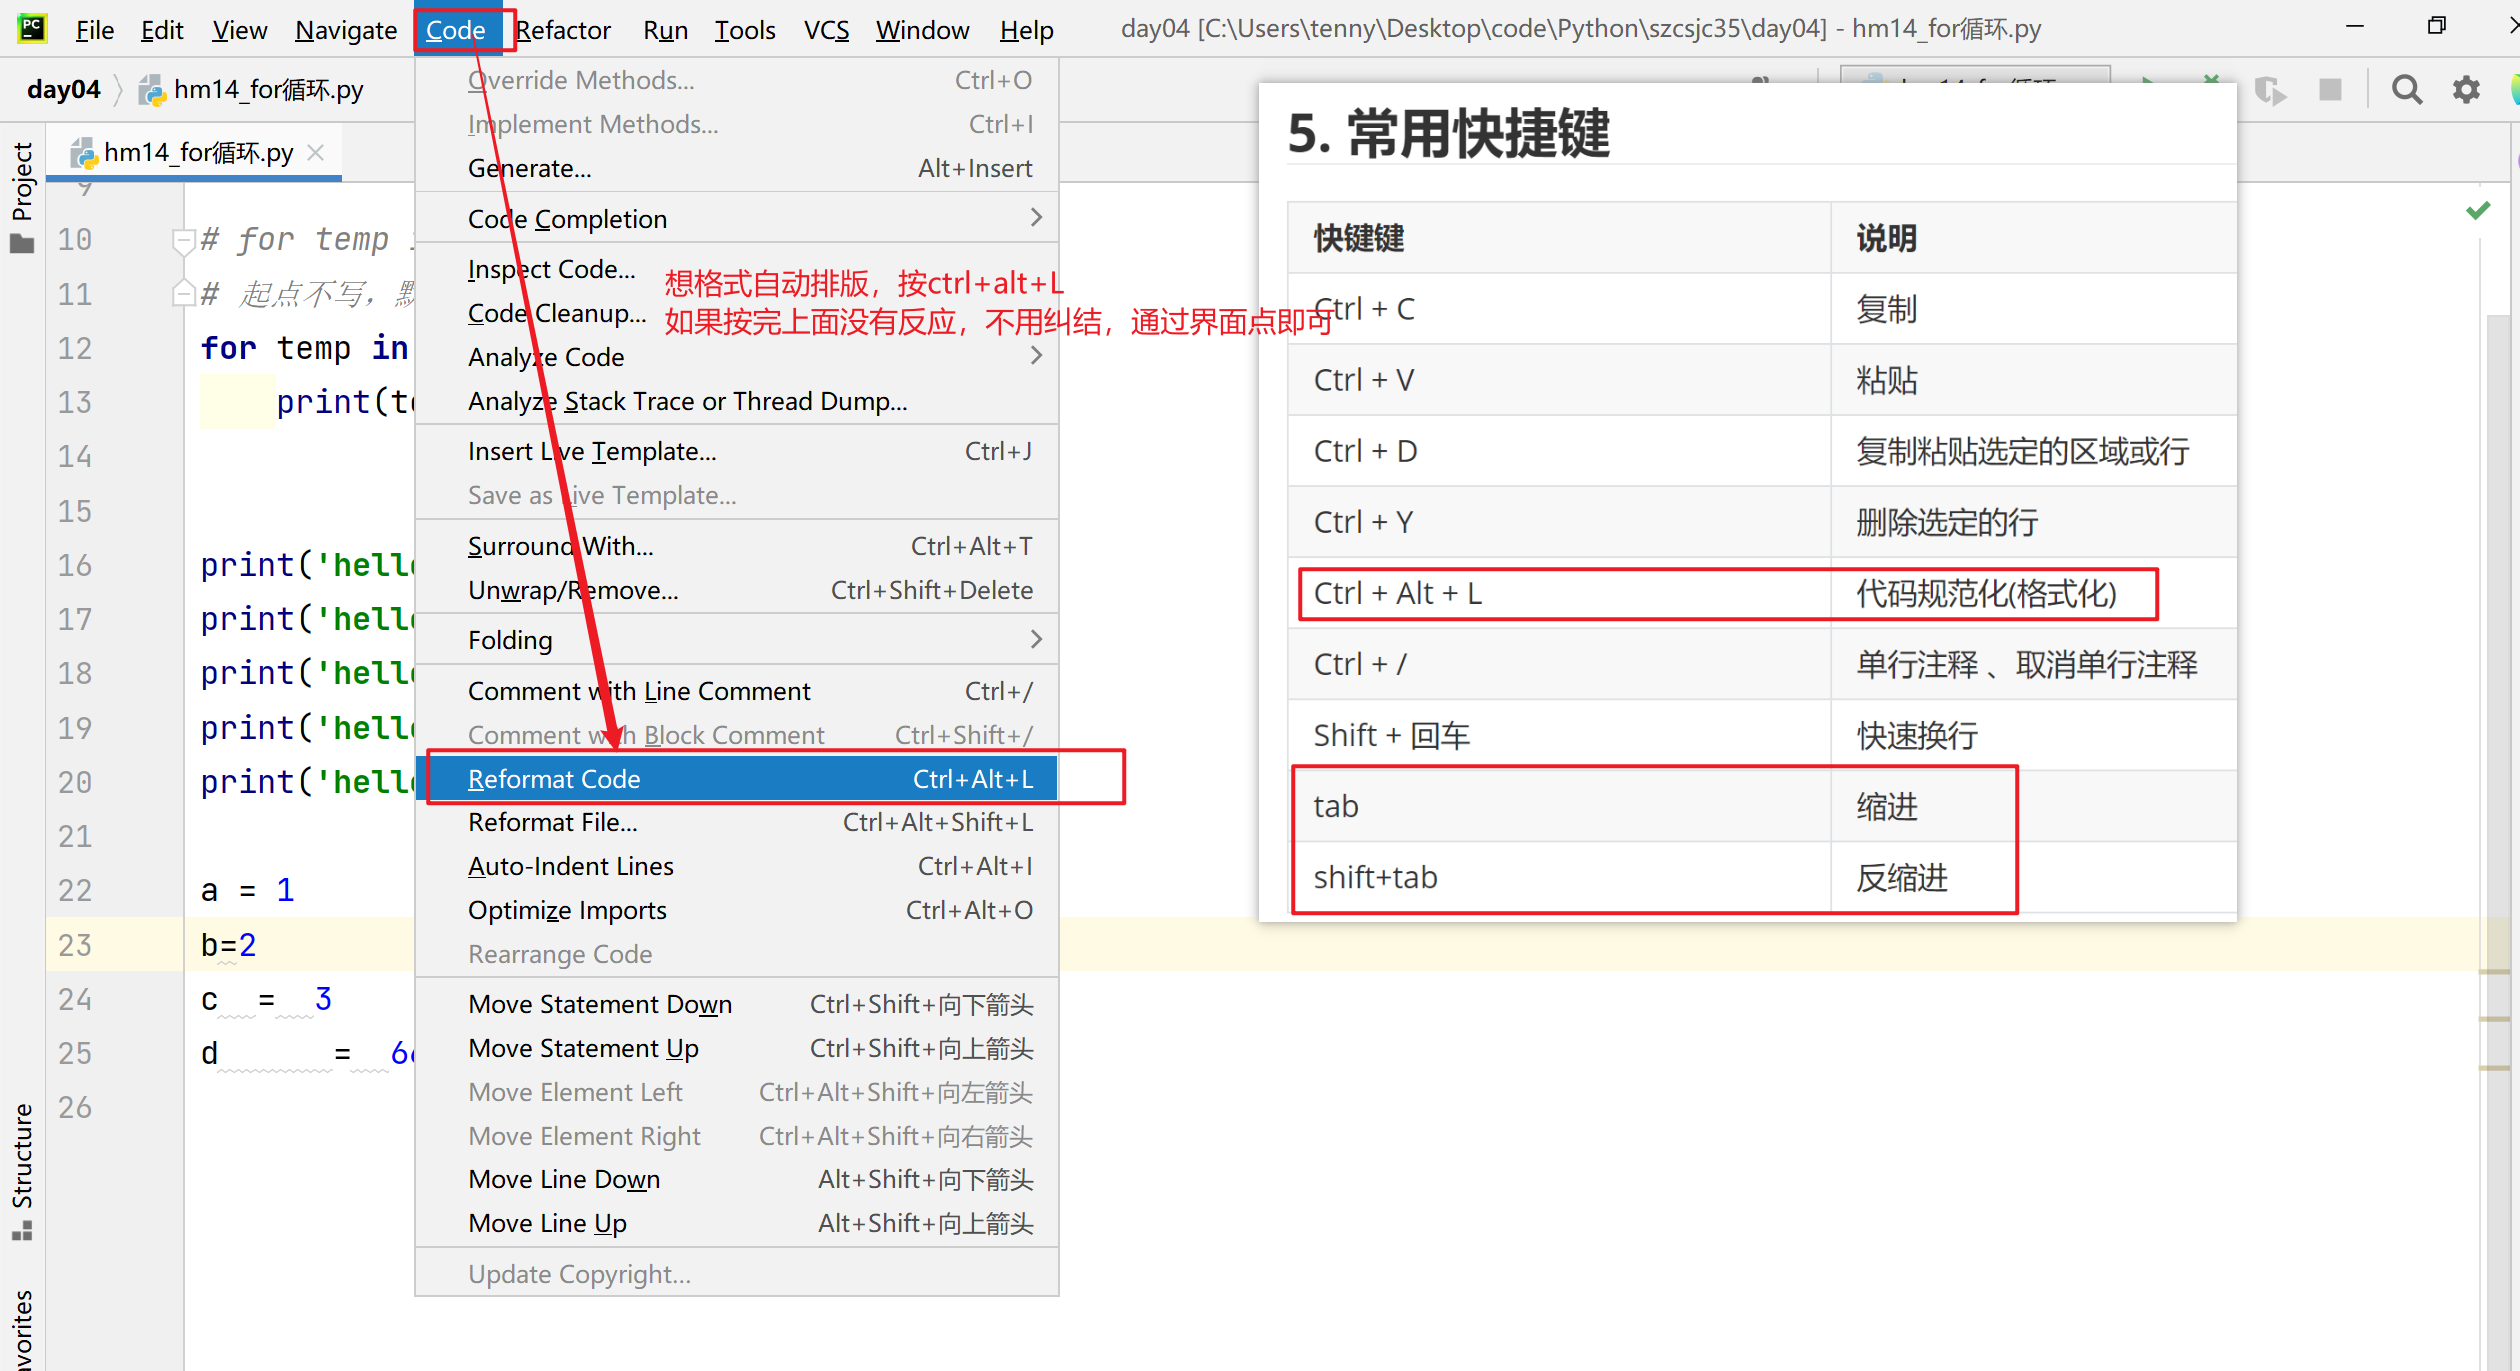 File Edit View Navigate Code Refactor Run Tools VCS Window Help day04 [C:\Users\tenny\Desktop\code\Python\szcsjc35\day04] - hm14_for循环.py
day04 hm14_for循环.py
hm14_for循环.py
Project
Structure
9
10 # for temp
11 # 起点不写，
12 for temp in
13 print(
14
15
16 print('hello
17 print('hello
18 print('hello
19 print('hello
20 print('hello
21
22 a = 1
23 b=2
24 c  =  3
25 d      =
26
Override Methods... Ctrl+O
Implement Methods... Ctrl+I
Generate... Alt+Insert
Code Completion
Inspect Code...
Code Cleanup...
Analyze Code
Analyze Stack Trace or Thread Dump...
Insert Live Template... Ctrl+J
Save as Live Template...
Surround With... Ctrl+Alt+T
Unwrap/Remove... Ctrl+Shift+Delete
Folding
Comment with Line Comment Ctrl+/
Comment with Block Comment Ctrl+Shift+/
Reformat Code Ctrl+Alt+L
Reformat File... Ctrl+Alt+Shift+L
Auto-Indent Lines Ctrl+Alt+I
Optimize Imports Ctrl+Alt+O
Rearrange Code
Move Statement Down Ctrl+Shift+向下箭头
Move Statement Up Ctrl+Shift+向上箭头
Move Element Left Ctrl+Alt+Shift+向左箭头
Move Element Right Ctrl+Alt+Shift+向右箭头
Move Line Down Alt+Shift+向下箭头
Move Line Up Alt+Shift+向上箭头
Update Copyright...
想格式自动排版，按ctrl+alt+L
如果按完上面没有反应，不用纠结，通过界面点即可
5. 常用快捷键
快键键 说明
Ctrl + C 复制
Ctrl + V 粘贴
Ctrl + D 复制粘贴选定的区域或行
Ctrl + Y 删除选定的行
Ctrl + Alt + L 代码规范化(格式化)
Ctrl + / 单行注释 、取消单行注释
Shift + 回车 快速换行
tab 缩进
shift+tab 反缩进